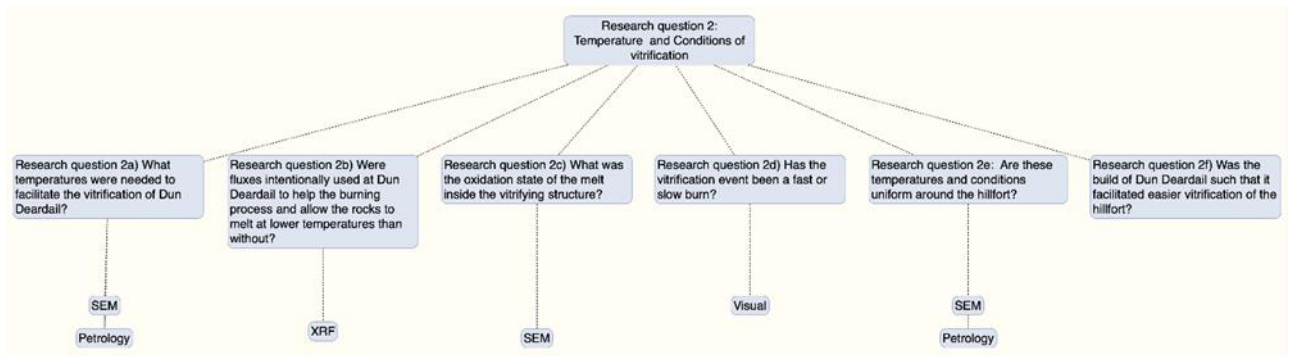 Research question 2:
Temperature and Conditions of
vitrification
Research question 2a) What
temperatures were needed to
facilitate the vitrification of Dun
Deardail?
Research question 2b) Were
fluxes intentionally used at Dun
Deardail to help the burning
process and allow the rocks to
melt at lower temperatures than
without?
Research question 2c) What was
the oxidation state of the melt
inside the vitrifying structure?
Research question 2d) Has the
vitrification event been a fast or
slow burn?
Research question 2e: Are these
temperatures and conditions
uniform around the hillfort?
Research question 2f) Was the
build of Dun Deardail such that it
facilitated easier vitrification of the
hillfort?
SEM
Petrology
XRF
SEM
Visual
SEM
Petrology